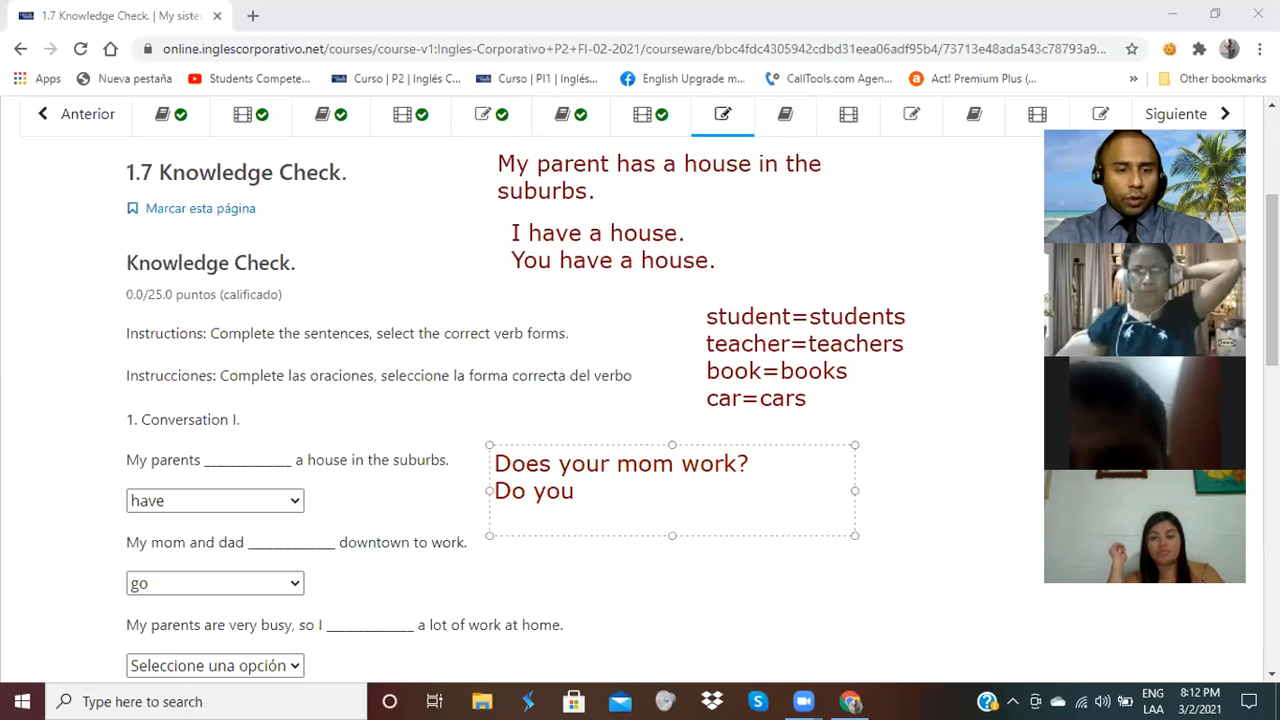 1.7 Knowledge Check. | My siste
online.inglescorporativo.net/courses/course-v1:Ingles-Corporativo+P2+FI-02-2021/courseware/bbc4fdc4305942cdbd31eea06adf95b4/73713e48ada543c78793a9...
Apps
Nueva pestaña
Students Compete...
Curso | P2 | Inglés C...
Curso | PI1 | Inglés...
English Upgrade m...
CallTools.com Agen...
Act! Premium Plus (...
»
Other bookmarks
Anterior
Siguiente
1.7 Knowledge Check.
Marcar esta página
My parent has a house in the
suburbs.
I have a house.
You have a house.
Knowledge Check.
0.0/25.0 puntos (calificado)
student=students
teacher=teachers
book=books
car=cars
Instructions: Complete the sentences, select the correct verb forms.
Instrucciones: Complete las oraciones, seleccione la forma correcta del verbo
1. Conversation I.
My parents _____________ a house in the suburbs.
have
Does your mom work?
Do you
My mom and dad _____________ downtown to work.
go
My parents are very busy, so I _____________ a lot of work at home.
Seleccione una opción
Type here to search
ENG
LAA
8:12 PM
3/2/2021